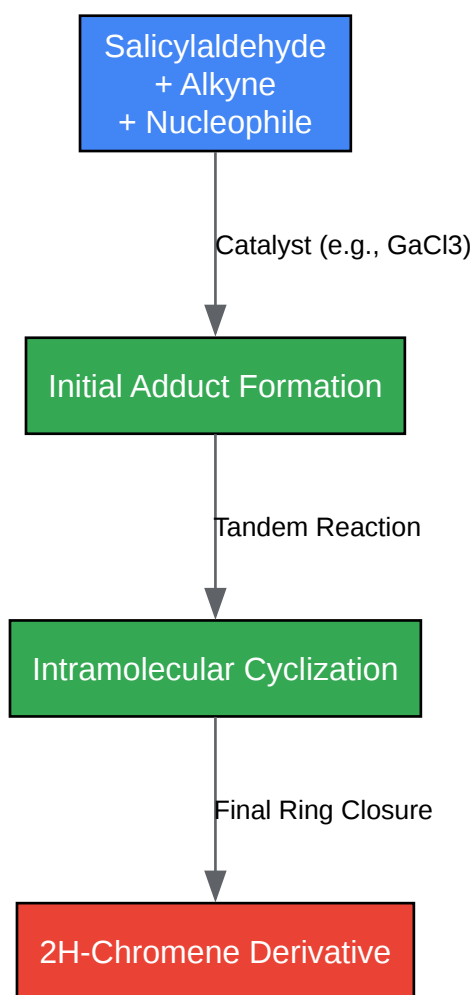 Salicylaldehyde
+ Alkyne
+ Nucleophile
Catalyst (e.g., GaCl3)
Initial Adduct Formation
Tandem Reaction
Intramolecular Cyclization
Final Ring Closure
2H-Chromene Derivative